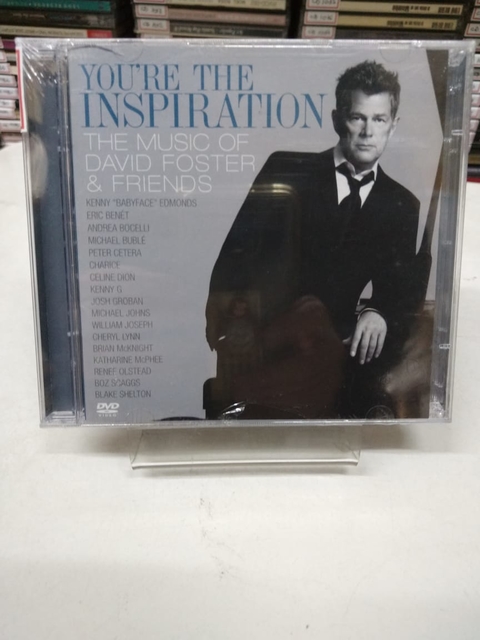 YOU'RE THE
INSPIRATION
THE MUSIC OF
DAVID FOSTER
& FRIENDS
KENNY "BABYFACE" EDMONDS
ERIC BENÉT
ANDREA BOCELLI
MICHAEL BUBLÉ
PETER CETERA
CHARICE
CELINE DION
KENNY G
JOSH GROBAN
MICHAEL JOHNS
WILLIAM JOSEPH
CHERYL LYNN
BRIAN McKNIGHT
KATHARINE McPHEE
RENEE OLSTEAD
BOZ SCAGGS
BLAKE SHELTON
DVD
VIDEO